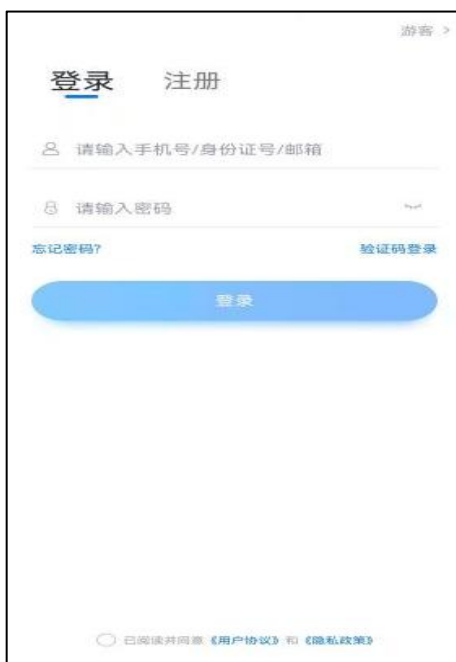 游客 >
登录 注册
请输入手机号/身份证号/邮箱
请输入密码
忘记密码? 验证码登录
登录
已阅读并同意《用户协议》和《隐私政策》